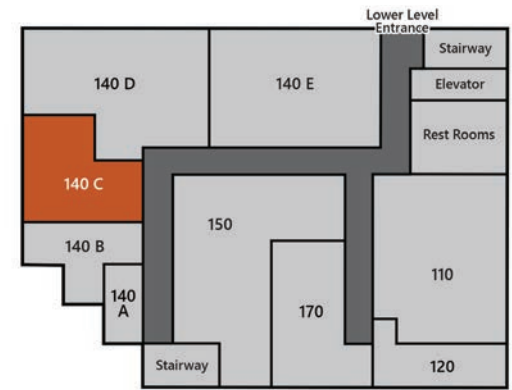 Lower Level
Entrance
Stairway
140 D
140 E
Elevator
Rest Rooms
140 C
150
140 B
110
140
A
170
Stairway
120